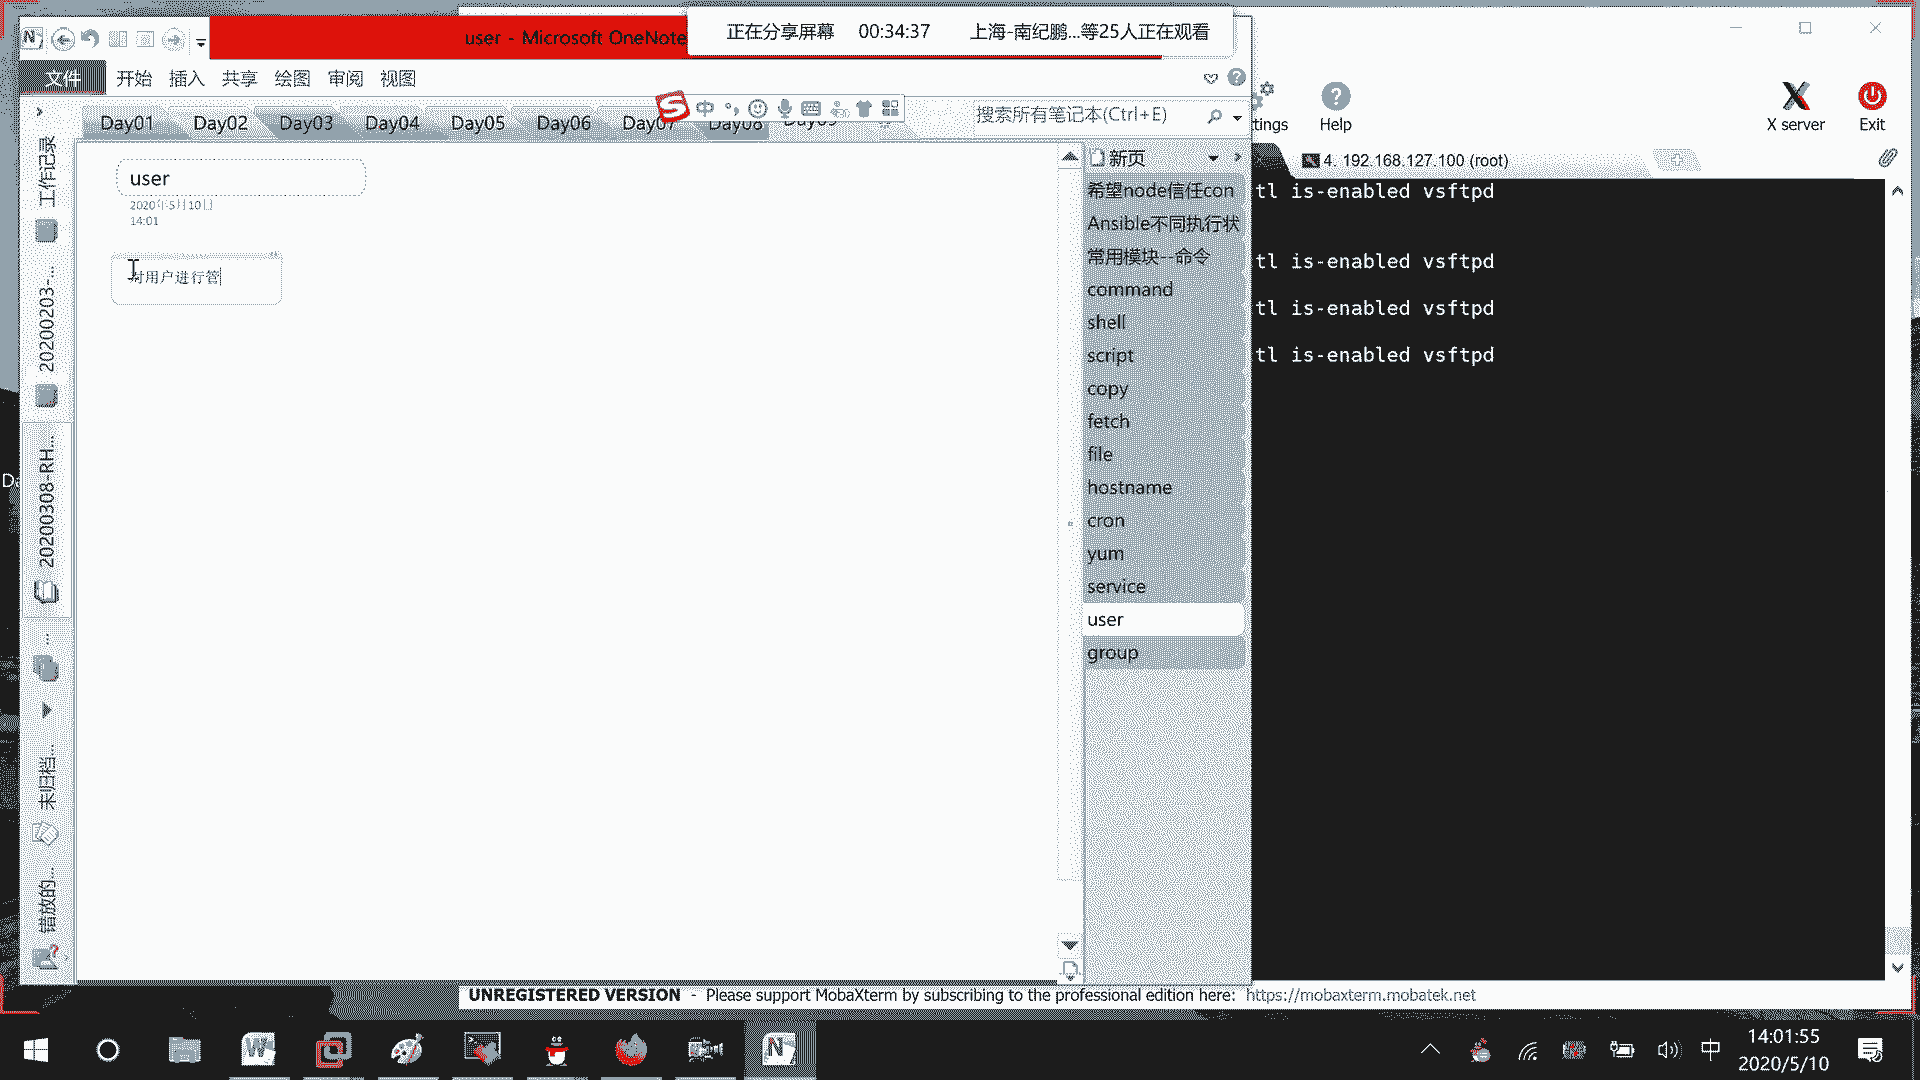 user - Microsoft OneNote
正在分享屏幕 00:34:37 上海-南纪鹏...等25人正在观看
文件 开始 插入 共享 绘图 审阅 视图
中
Day01 Day02 Day03 Day04 Day05 Day06 Day07 Day08 Day09
搜索所有笔记本(Ctrl+E)
tings Help X server Exit
4. 192.168.127.100 (root)
工作记录
20200203-...
20200308-RH...
...
未归档...
错放的...
user
2020年5月10日
14:01
对用户进行管
新页
希望node信任con
Ansible不同执行状
常用模块--命令
command
shell
script
copy
fetch
file
hostname
cron
yum
service
user
group
tl is-enabled vsftpd
tl is-enabled vsftpd
tl is-enabled vsftpd
tl is-enabled vsftpd
Da
UNREGISTERED VERSION - Please support MobaXterm by subscribing to the professional edition here: https://mobaxterm.mobatek.net
中
14:01:55
2020/5/10